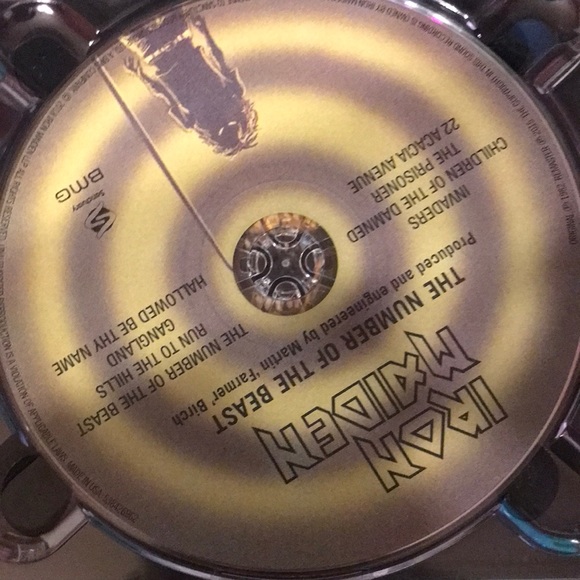 IRON
MAIDEN
THE NUMBER OF THE BEAST
Produced and engineered by Martin 'Farmer' Birch
INVADERS
CHILDREN OF THE DAMNED
THE PRISONER
22 ACACIA AVENUE
THE NUMBER OF THE BEAST
RUN TO THE HILLS
GANGLAND
HALLOWED BE THY NAME
Sanctuary
BMG